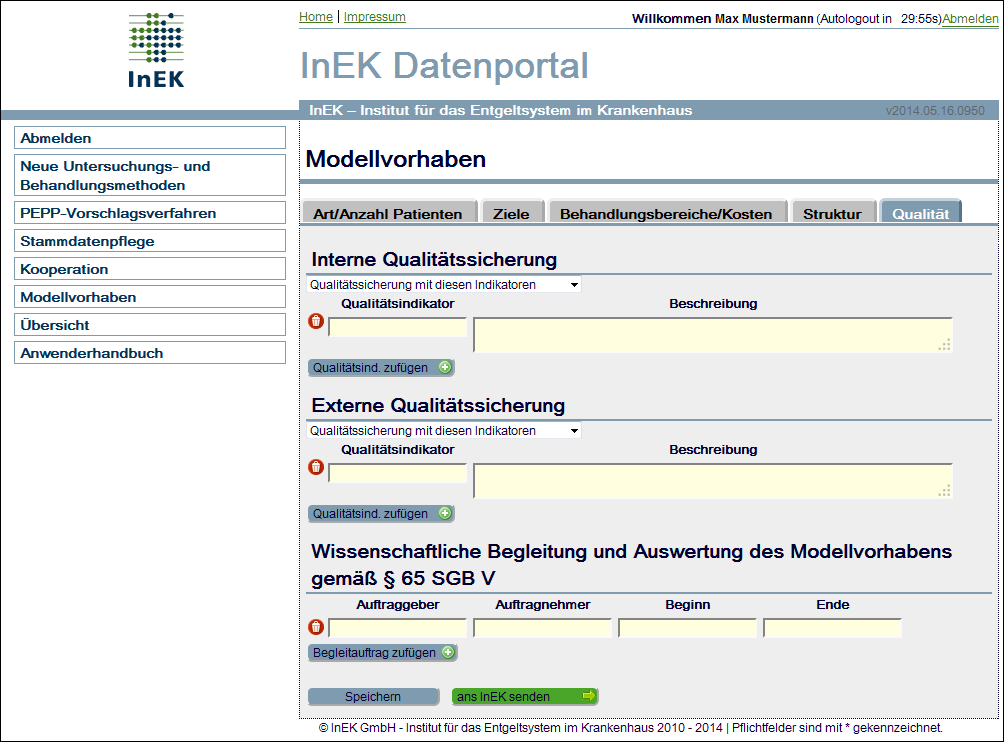 InEK
Home | Impressum
Willkommen Max Mustermann (Autologout in 29:55s)Abmelden
InEK Datenportal
InEK – Institut für das Entgeltsystem im Krankenhaus v2014.05.16.0950
Abmelden
Neue Untersuchungs- und
Behandlungsmethoden
PEPP-Vorschlagsverfahren
Stammdatenpflege
Kooperation
Modellvorhaben
Übersicht
Anwenderhandbuch
Modellvorhaben
Art/Anzahl Patienten Ziele Behandlungsbereiche/Kosten Struktur Qualität
Interne Qualitätssicherung
Qualitätssicherung mit diesen Indikatoren
Qualitätsindikator Beschreibung
Qualitätsind. zufügen
Externe Qualitätssicherung
Qualitätssicherung mit diesen Indikatoren
Qualitätsindikator Beschreibung
Qualitätsind. zufügen
Wissenschaftliche Begleitung und Auswertung des Modellvorhabens
gemäß § 65 SGB V
Auftraggeber Auftragnehmer Beginn Ende
Begleitauftrag zufügen
Speichern ans InEK senden
© InEK GmbH - Institut für das Entgeltsystem im Krankenhaus 2010 - 2014 | Pflichtfelder sind mit * gekennzeichnet.